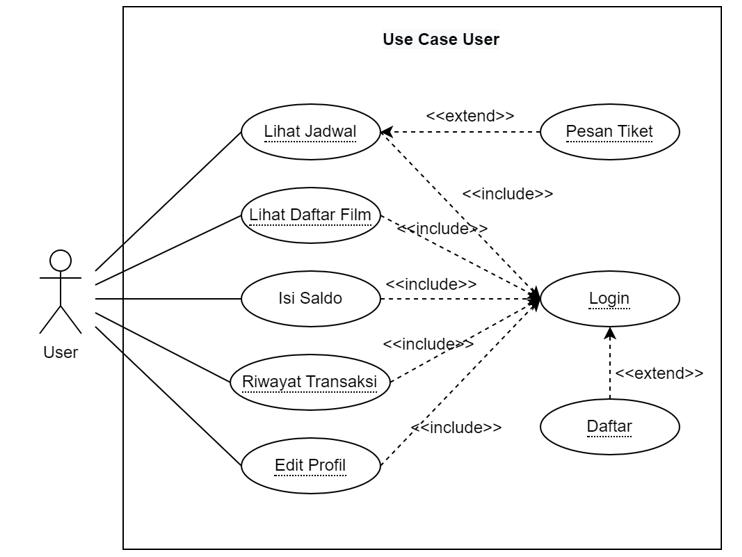 Use Case User
Lihat Jadwal
<<extend>>
Pesan Tiket
<<include>>
Lihat Daftar Film
<<include>>
Isi Saldo
<<include>>
Login
User
Riwayat Transaksi
<<include>>
<<extend>>
Edit Profil
<<include>>
Daftar